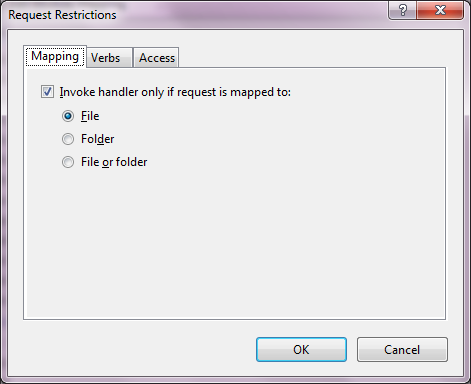 Request Restrictions
Mapping Verbs Access
Invoke handler only if request is mapped to:
File
Folder
File or folder
OK Cancel